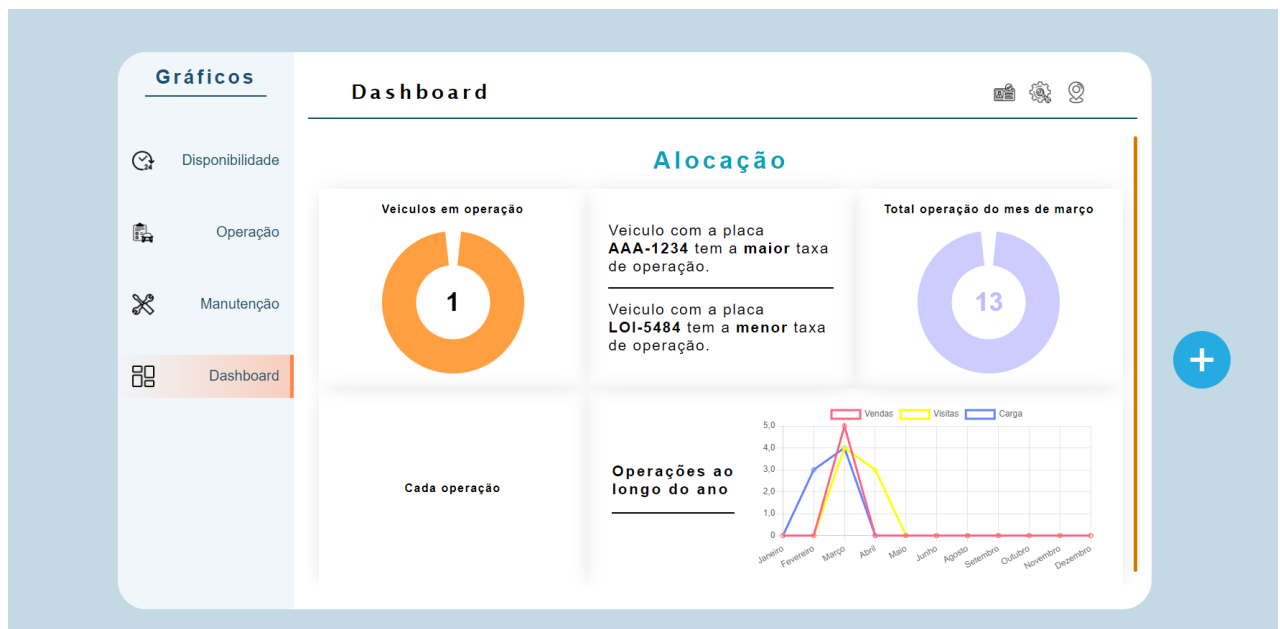 Gráficos
Disponibilidade
24
Operação
Manutenção
Dashboard
Dashboard
Alocação
Veiculos em operação
1
Veiculo com a placa
AAA-1234 tem a maior taxa
de operação.
Veiculo com a placa
LOI-5484 tem a menor taxa
de operação.
Total operação do mes de março
13
Cada operação
Operações ao
longo do ano
Vendas Visitas Carga
5,0
4,0
3,0
2,0
1,0
0
Janeiro Fevereiro Março Abril Maio Junho Agosto Setembro Outubro Novembro Dezembro
+